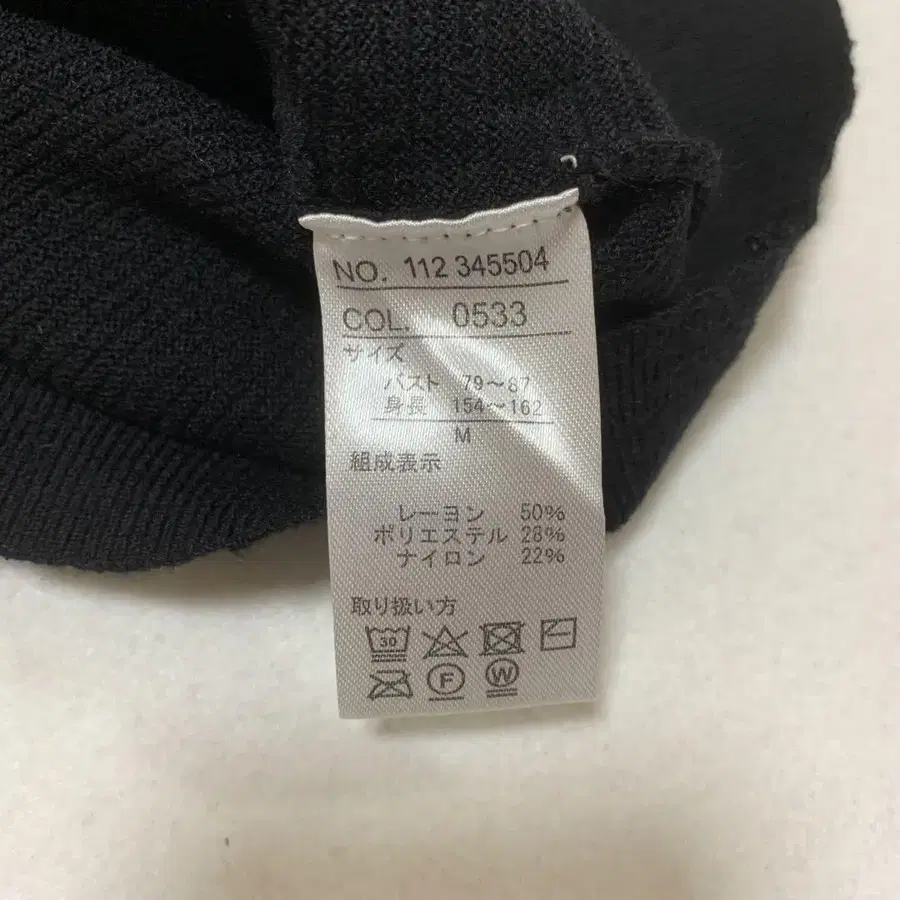 NO. 112 345504
COL. 0533
サイズ
バスト 79〜87
身長 154〜162
M
組成表示
レーヨン 50%
ポリエステル 28%
ナイロン 22%
取り扱い方
30
F W